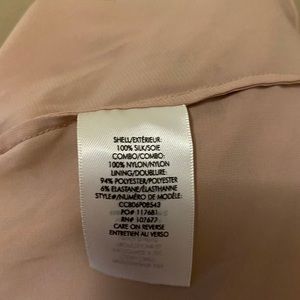 SHELL/EXTÉRIEUR:
100% SILK/SOIE
COMBO/COMBO:
100% NYLON/NYLON
LINING/DOUBLURE:
94% POLYESTER/POLYESTER
6% ELASTANE/ÉLASTHANNE
STYLE#/NUMÉRO DE MODÈLE:
CCB06P08543
PO# 117681
RN# 107677
CARE ON REVERSE
ENTRETIEN AU VERSO